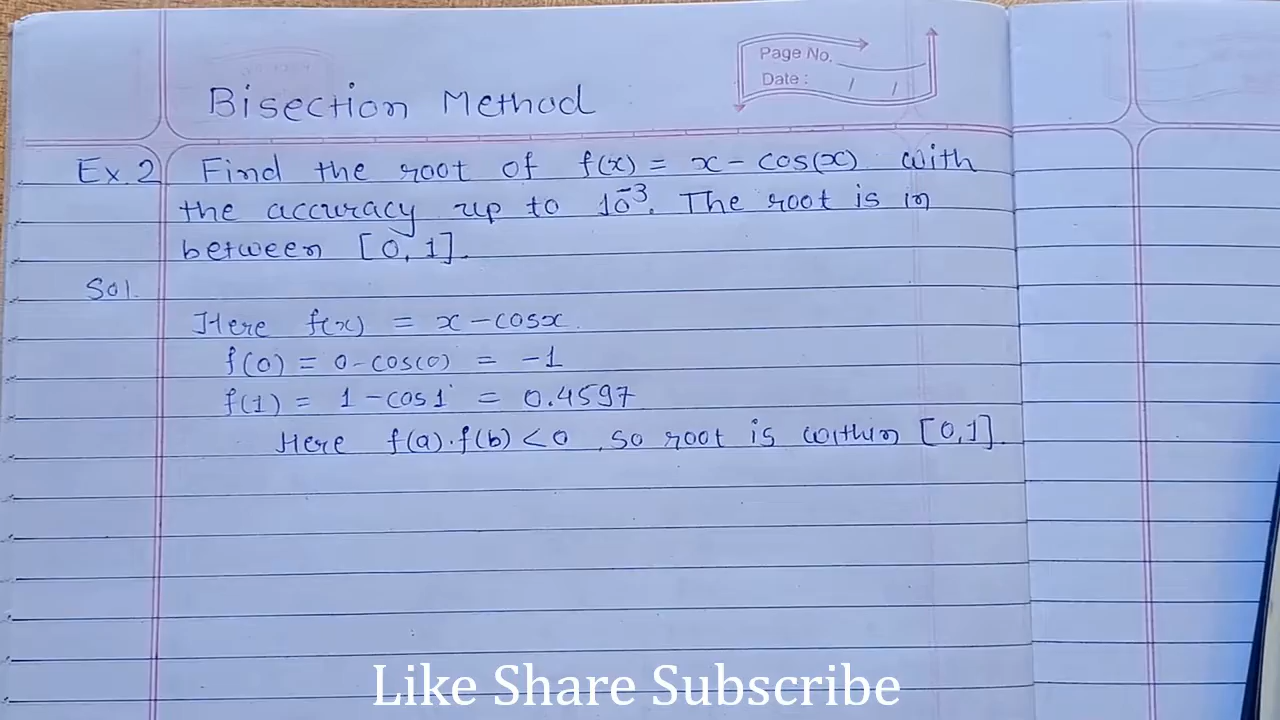 Page No.
Date : / /
Bisection Method
Ex. 2 Find the root of f(x) = x - cos(x) with
the accuracy up to 10⁻³. The root is in
between [0, 1].
Sol.
Here f(x) = x - cosx.
f(0) = 0 - cos(0) = -1
f(1) = 1 - cos1 = 0.4597
Here f(a).f(b) < 0, so root is within [0,1].
Like Share Subscribe